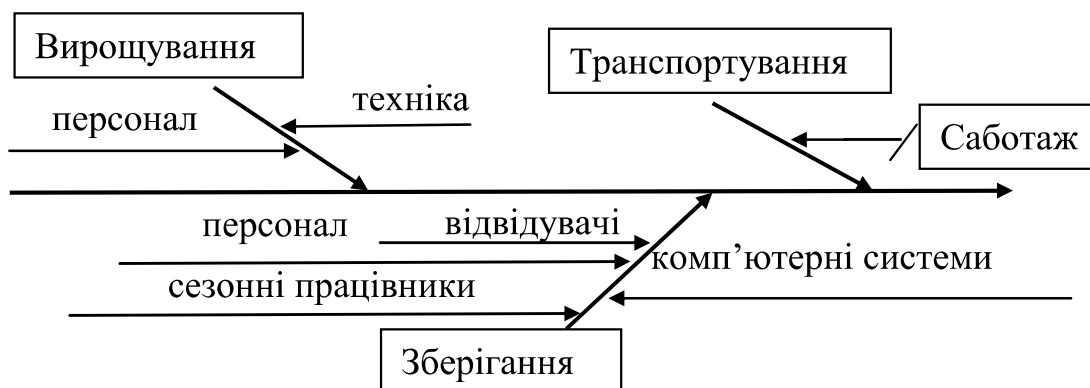 Вирощування
Транспортування
техніка
персонал
Саботаж
персонал
відвідувачі
комп’ютерні системи
сезонні працівники
Зберігання